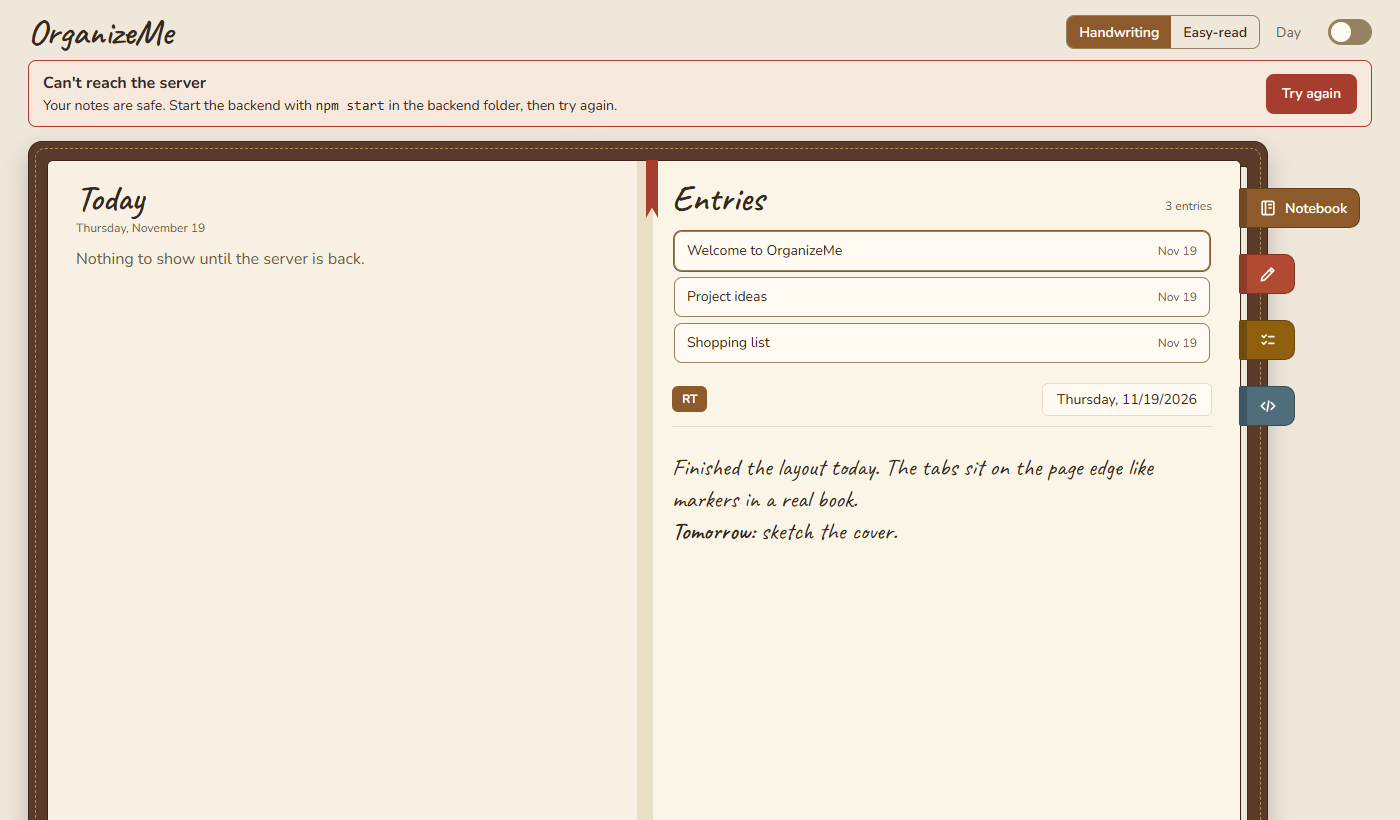 OrganizeMe
Handwriting
Easy-read
Day
Can't reach the server
Your notes are safe. Start the backend with npm start in the backend folder, then try again.
Try again
Today
Thursday, November 19
Nothing to show until the server is back.
Entries
3 entries
Welcome to OrganizeMe
Nov 19
Project ideas
Nov 19
Shopping list
Nov 19
RT
Thursday, 11/19/2026
Finished the layout today. The tabs sit on the page edge like
markers in a real book.
Tomorrow: sketch the cover.
Notebook